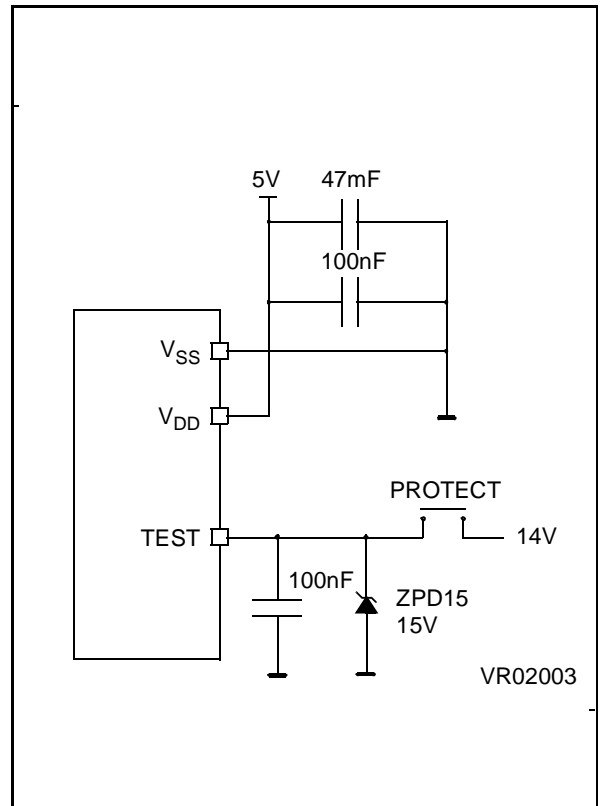 5V 47mF
100nF
VSS
VDD
PROTECT
TEST 14V
100nF ZPD15
15V
VR02003